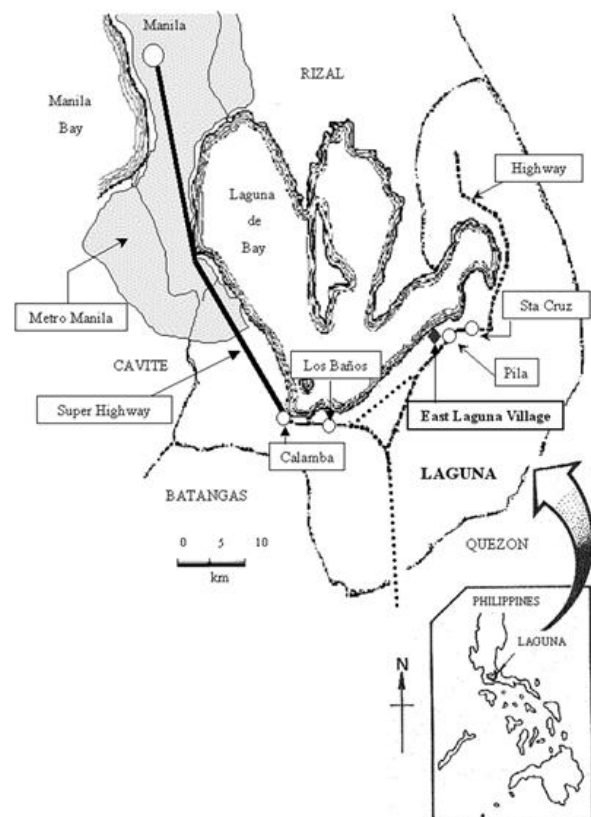 Manila
RIZAL
Manila
Bay
Highway
Laguna
de
Bay
Sta Cruz
Metro Manila
Los Baños
CAVITE
Pila
Super Highway
East Laguna Village
Calamba
LAGUNA
BATANGAS
QUEZON
0 5 10
km
PHILIPPINES
LAGUNA
N